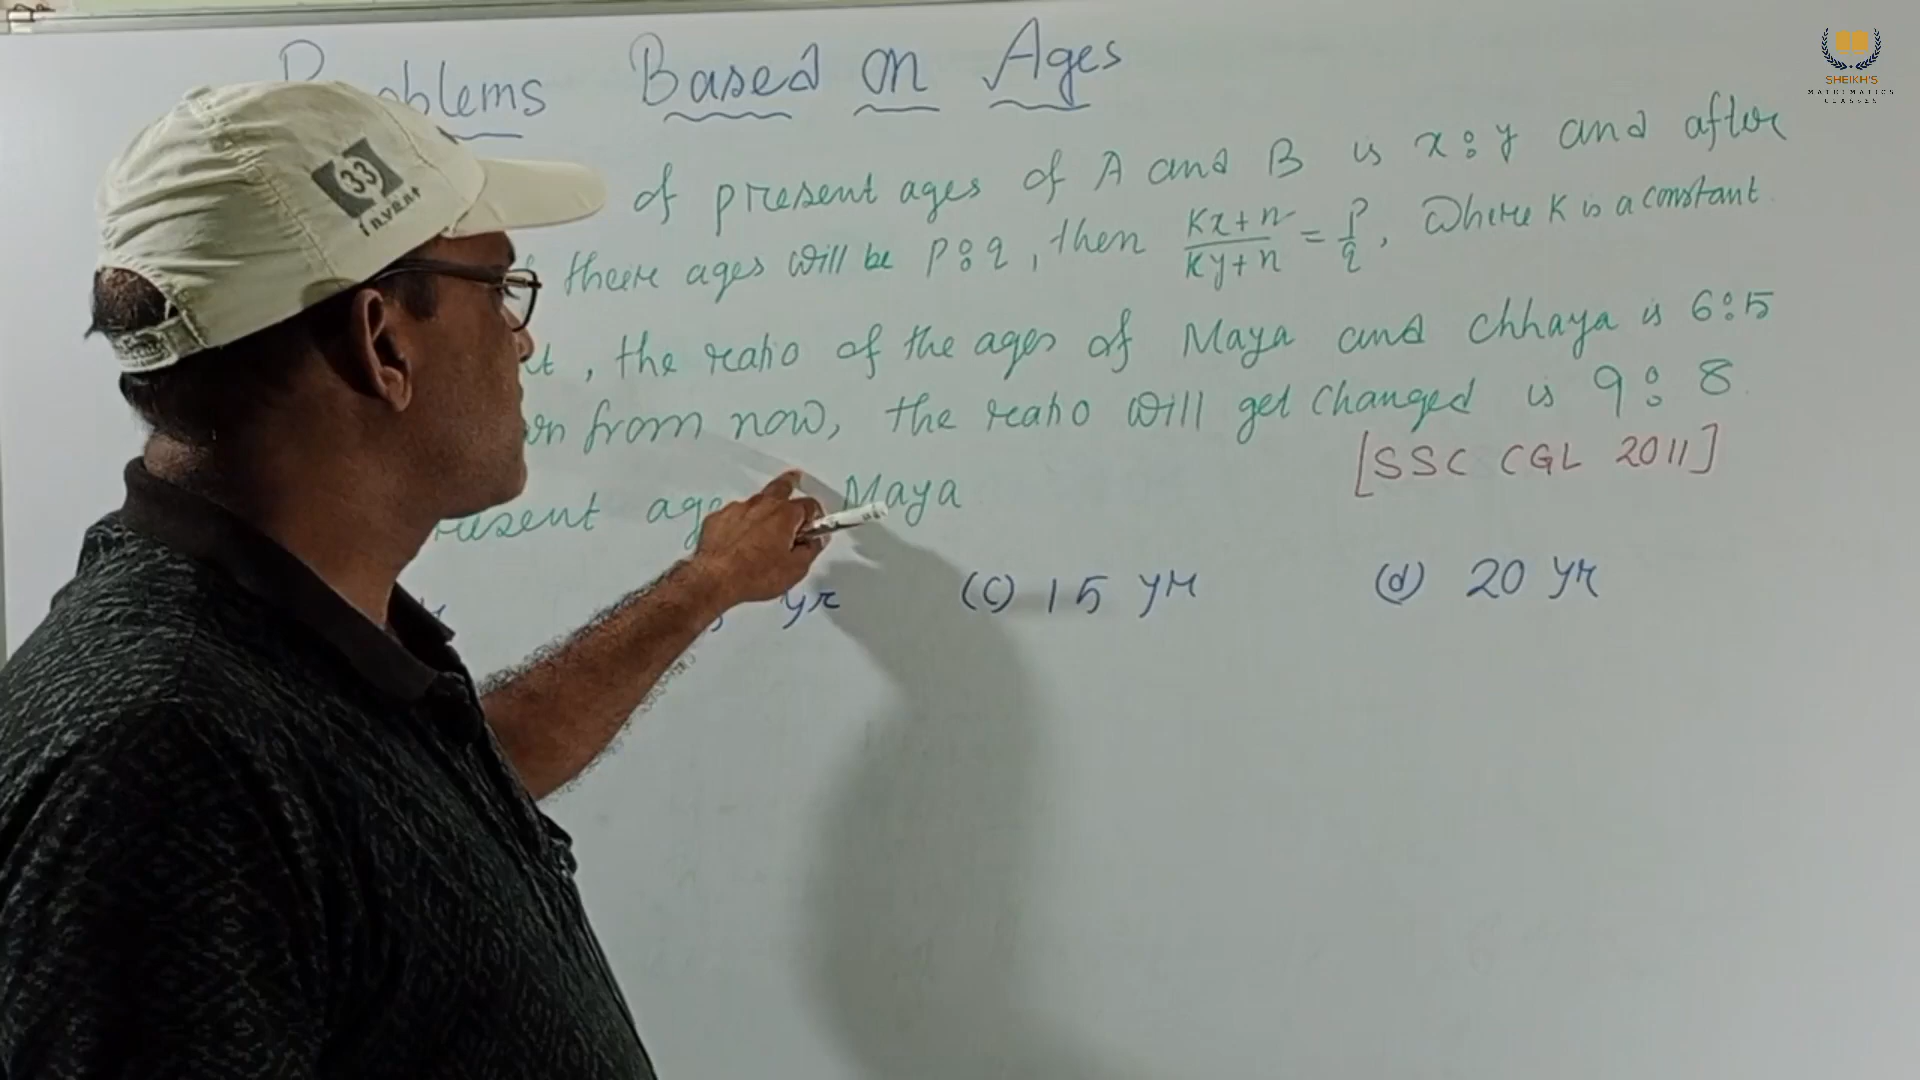 Problems Based on Ages
of present ages of A and B is x:y and after
their ages will be p:q, then Kx+n/Ky+n = p/q, Where K is a constant
, the ratio of the ages of Maya and Chhaya is 6:5
from now, the ratio will get changed is 9:8
[SSC CGL 2011]
present age Maya
yr (c) 15 yr (d) 20 yr
33
invent
SHEIKH'S
MATHEMATICS
CLASSES